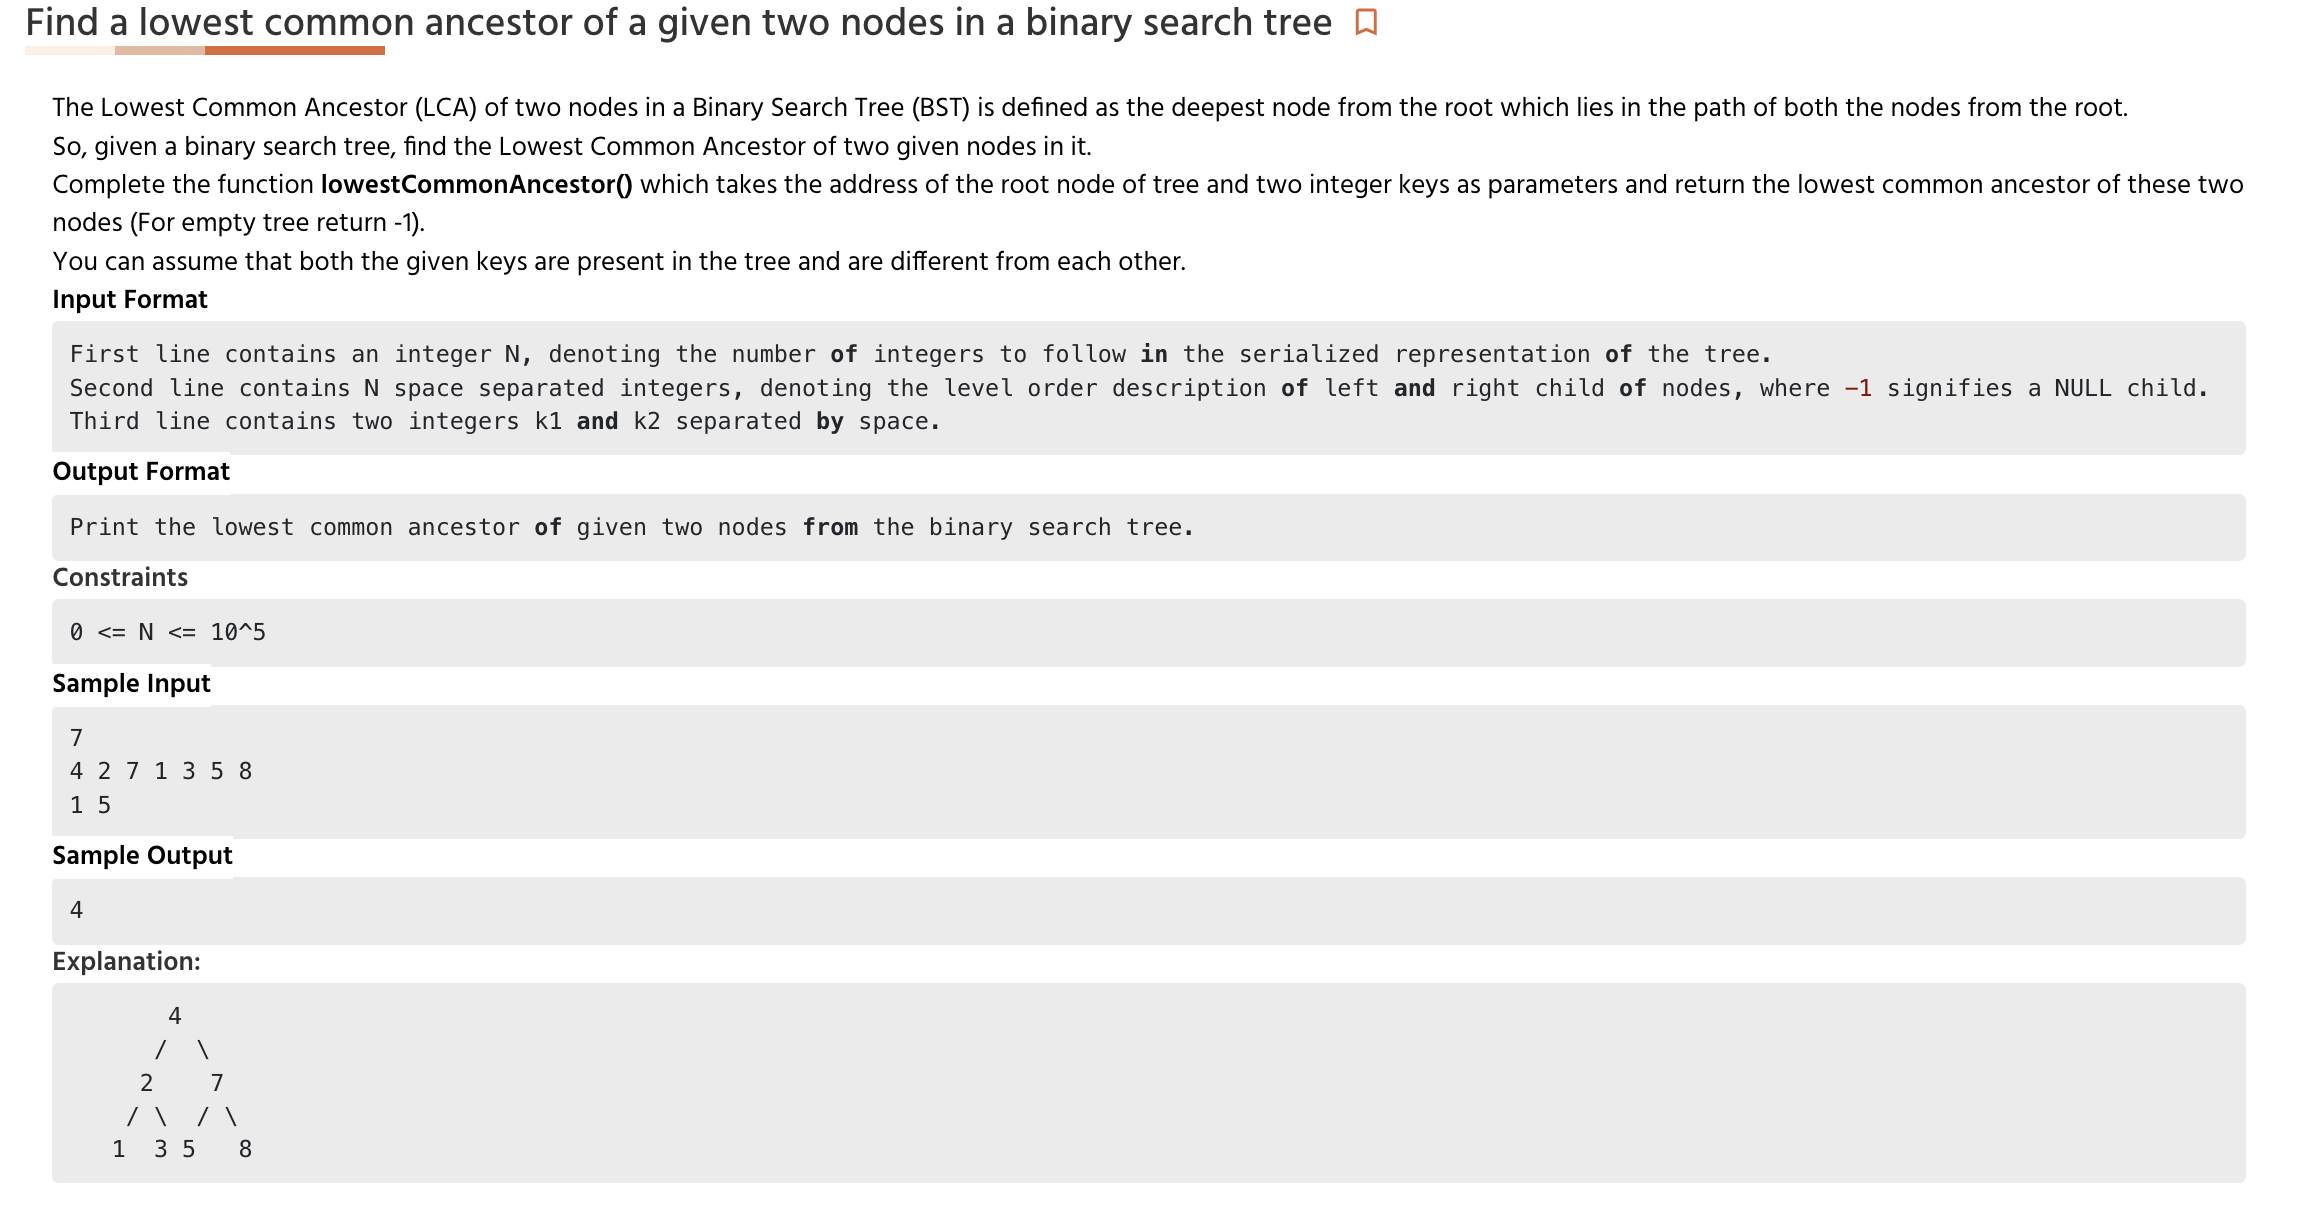 Find a lowest common ancestor of a given two nodes in a binary search tree
The Lowest Common Ancestor (LCA) of two nodes in a Binary Search Tree (BST) is defined as the deepest node from the root which lies in the path of both the nodes from the root.
So, given a binary search tree, find the Lowest Common Ancestor of two given nodes in it.
Complete the function lowestCommonAncestor() which takes the address of the root node of tree and two integer keys as parameters and return the lowest common ancestor of these two
nodes (For empty tree return -1).
You can assume that both the given keys are present in the tree and are different from each other.
Input Format
First line contains an integer N, denoting the number of integers to follow in the serialized representation of the tree.
Second line contains N space separated integers, denoting the level order description of left and right child of nodes, where -1 signifies a NULL child.
Third line contains two integers k1 and k2 separated by space.
Output Format
Print the lowest common ancestor of given two nodes from the binary search tree.
Constraints
0 <= N <= 10^5
Sample Input
7
4 2 7 1 3 5 8
1 5
Sample Output
4
Explanation:
4
/ \
2 7
/ \ / \
1 3 5 8